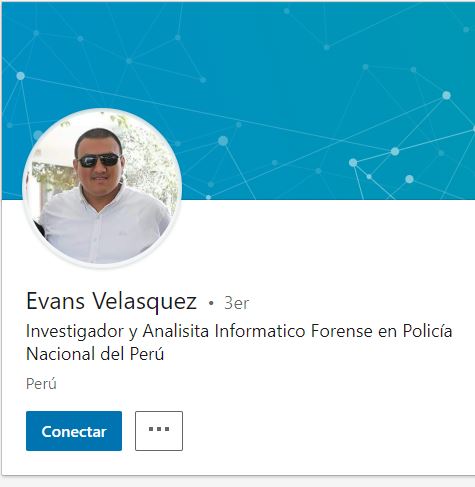 Evans Velasquez • 3er
Investigador y Analisita Informatico Forense en Policía
Nacional del Perú
Perú
Conectar